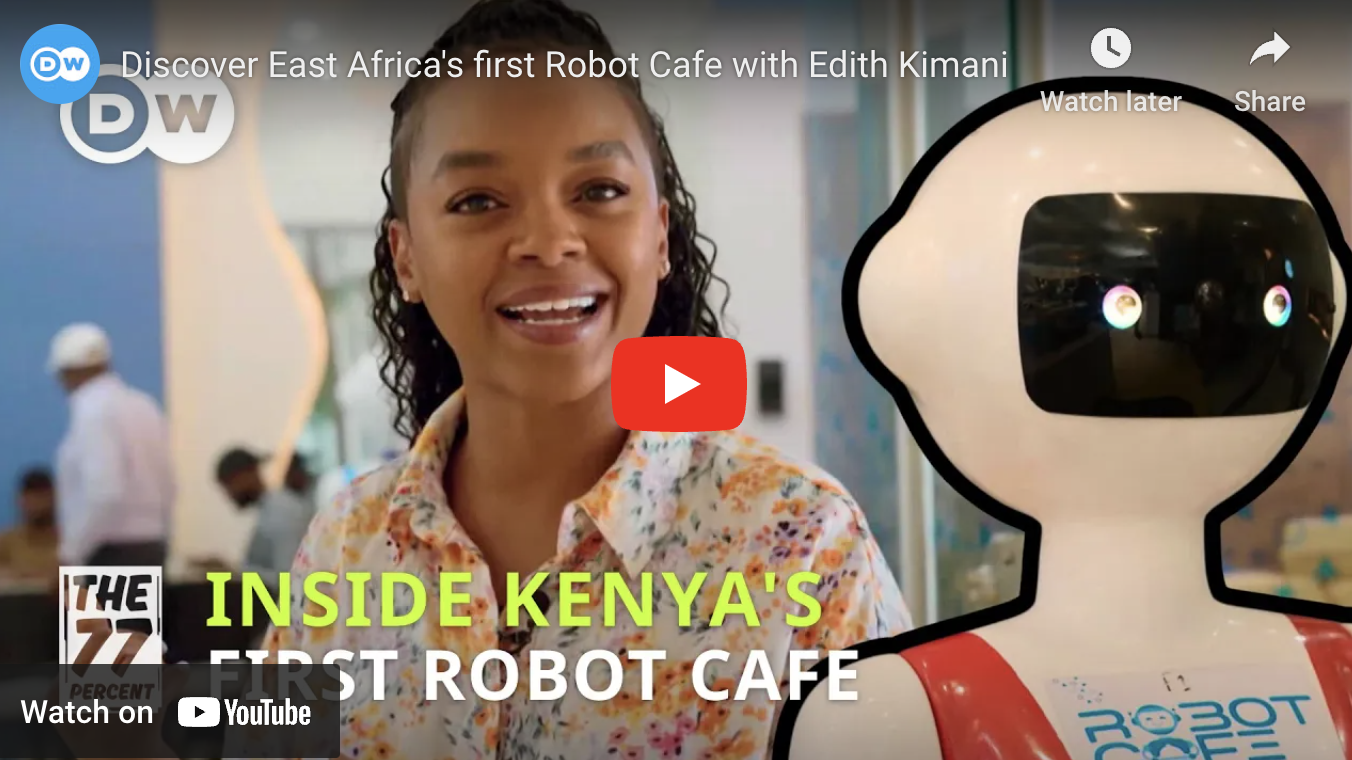 DW
Discover East Africa's first Robot Cafe with Edith Kimani
Watch later
Share
DW
INSIDE KENYA'S
FIRST ROBOT CAFE
THE
77
PERCENT
Watch on YouTube
ROBOT
CAFE